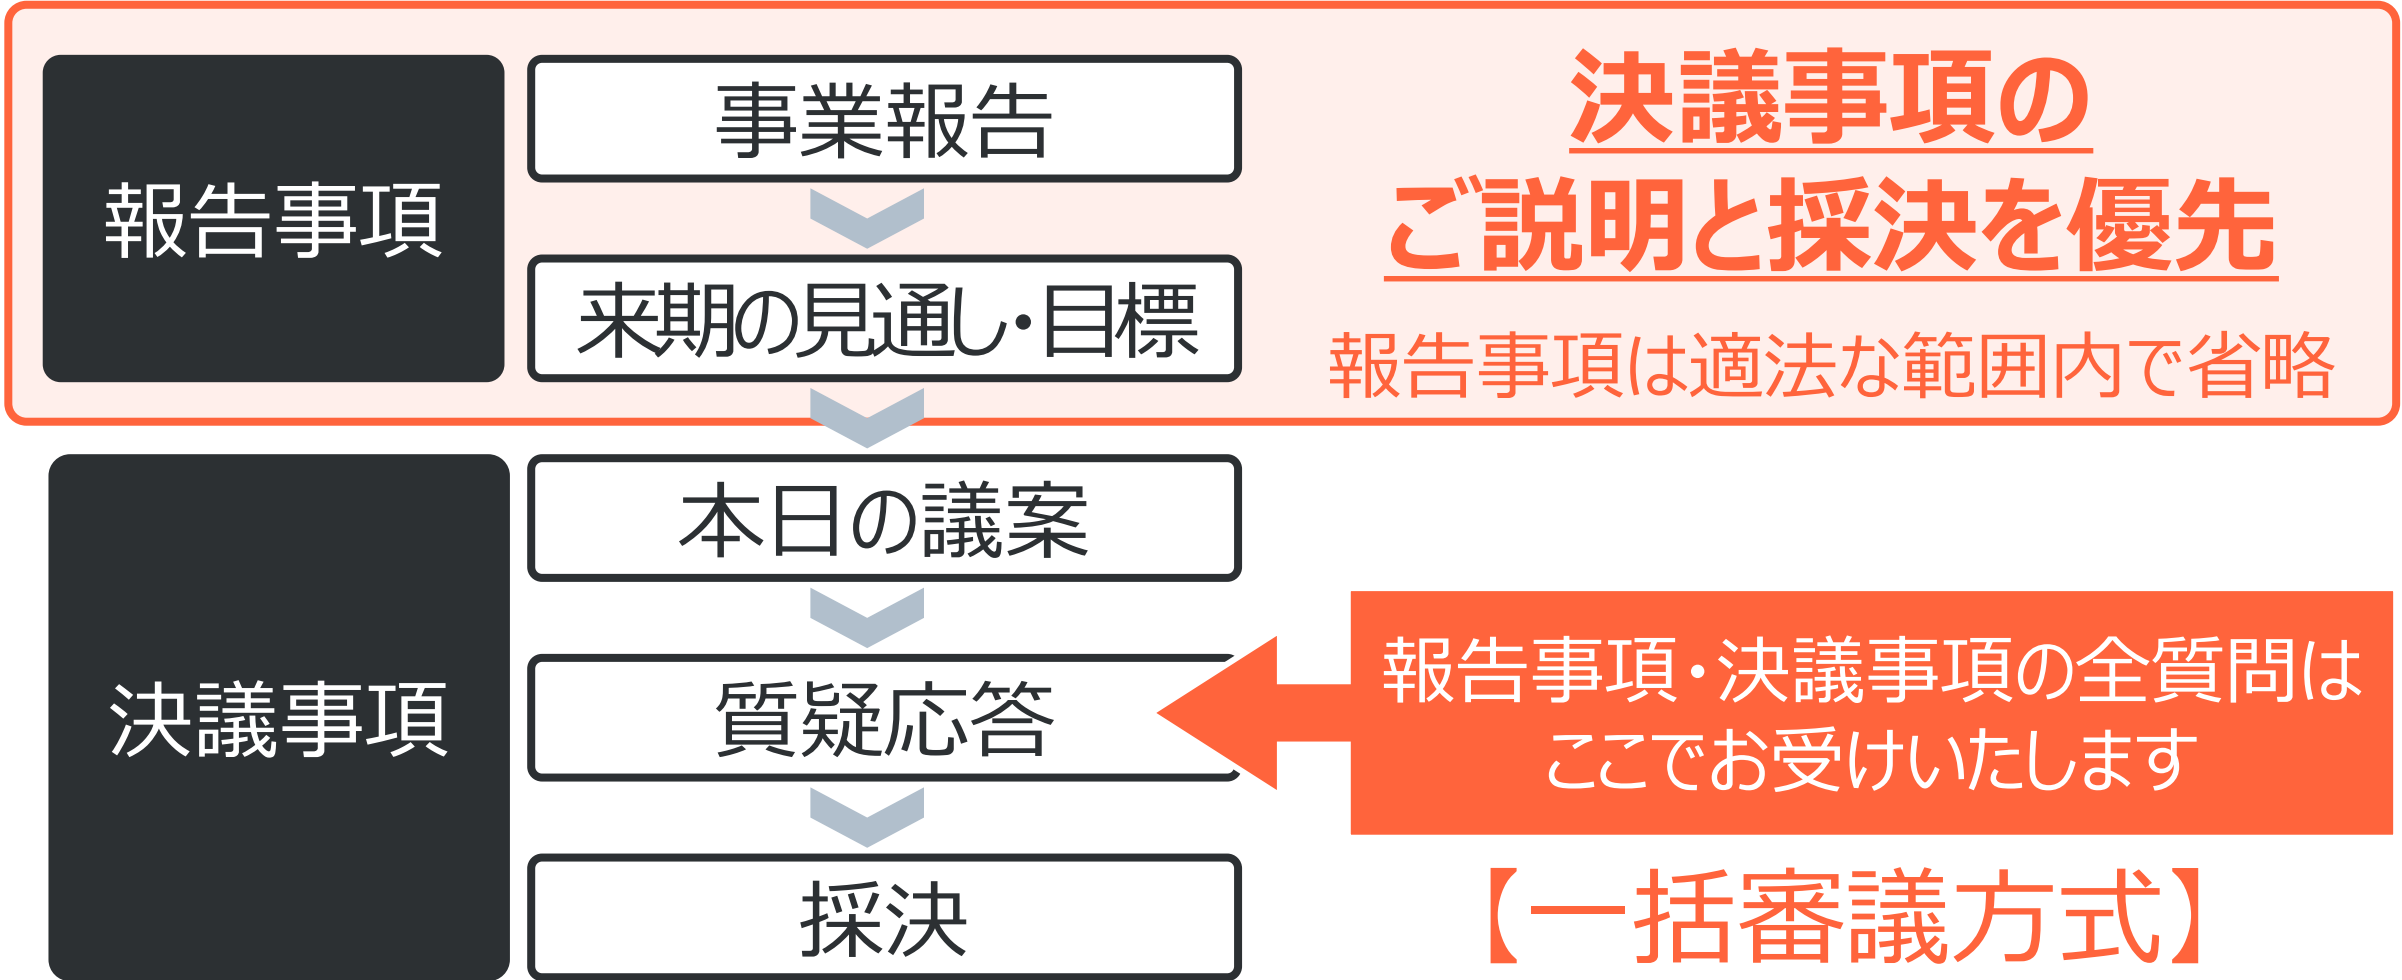 報告事項
事業報告
来期の見通し・目標
決議事項の
ご説明と採決を優先
報告事項は適法な範囲内で省略
決議事項
本日の議案
質疑応答
採決
報告事項・決議事項の全質問は
ここでお受けいたします
【一括審議方式】